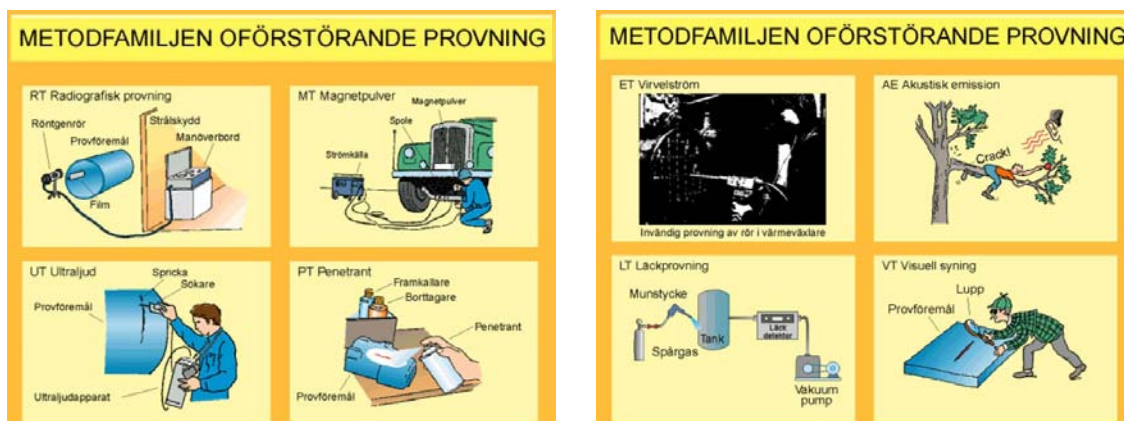 METODFAMILJEN OFÖRSTÖRANDE PROVNING
RT Radiografisk provning
Röntgenrör
Provföremål
Strålskydd
Manöverbord
Film
MT Magnetpulver
Magnetpulver
Spole
Strömkälla
UT Ultraljud
Spricka
Sökare
Provföremål
Ultraljudapparat
PT Penetrant
Framkallare
Borttagare
Penetrant
Provföremål
METODFAMILJEN OFÖRSTÖRANDE PROVNING
ET Virvelström
Invändig provning av rör i värmeväxlare
AE Akustisk emission
Crack!
LT Läckprovning
Munstycke
Spårgas
Tank
Läck
detektor
Vakuum
pump
VT Visuell syning
Lupp
Provföremål